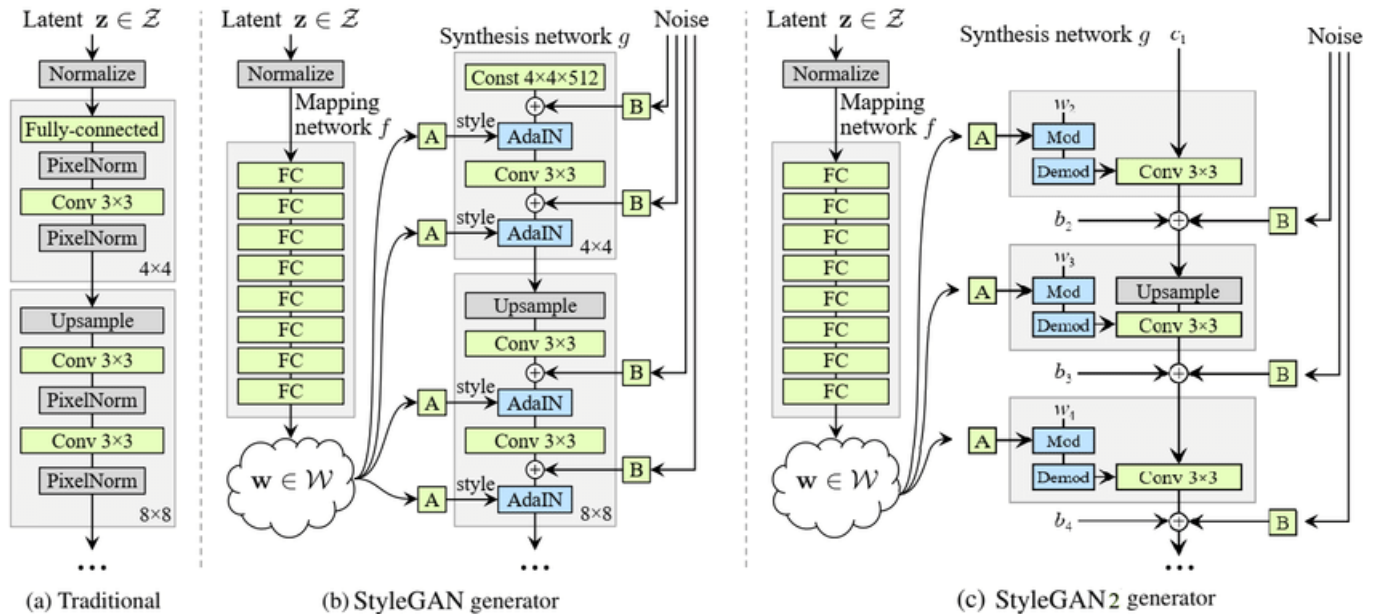 Latent z ∈ Z
Normalize
Fully-connected
PixelNorm
Conv 3×3
PixelNorm
4×4
Upsample
Conv 3×3
PixelNorm
Conv 3×3
PixelNorm
8×8
...
(a) Traditional
Latent z ∈ Z
Normalize
Mapping
network f
FC
FC
FC
FC
FC
FC
FC
FC
w ∈ W
Synthesis network g
Noise
Const 4×4×512
B
A
style
AdaIN
Conv 3×3
B
A
style
AdaIN
4×4
Upsample
Conv 3×3
B
A
style
AdaIN
Conv 3×3
B
A
style
AdaIN
8×8
...
(b) StyleGAN generator
Latent z ∈ Z
Normalize
Mapping
network f
FC
FC
FC
FC
FC
FC
FC
FC
w ∈ W
Synthesis network g
c₁
Noise
w₂
A
Mod
Demod
Conv 3×3
b₂
B
w₃
A
Mod
Upsample
Demod
Conv 3×3
b₃
B
w₄
A
Mod
Demod
Conv 3×3
b₄
B
...
(c) StyleGAN2 generator